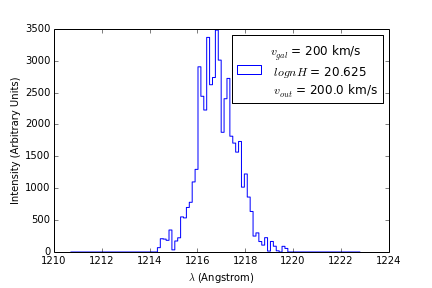 3500
3000
2500
2000
1500
1000
500
0
Intensity (Arbitrary Units)
v_gal = 200 km/s
lognH = 20.625
v_out = 200.0 km/s
1210 1212 1214 1216 1218 1220 1222 1224
λ (Angstrom)